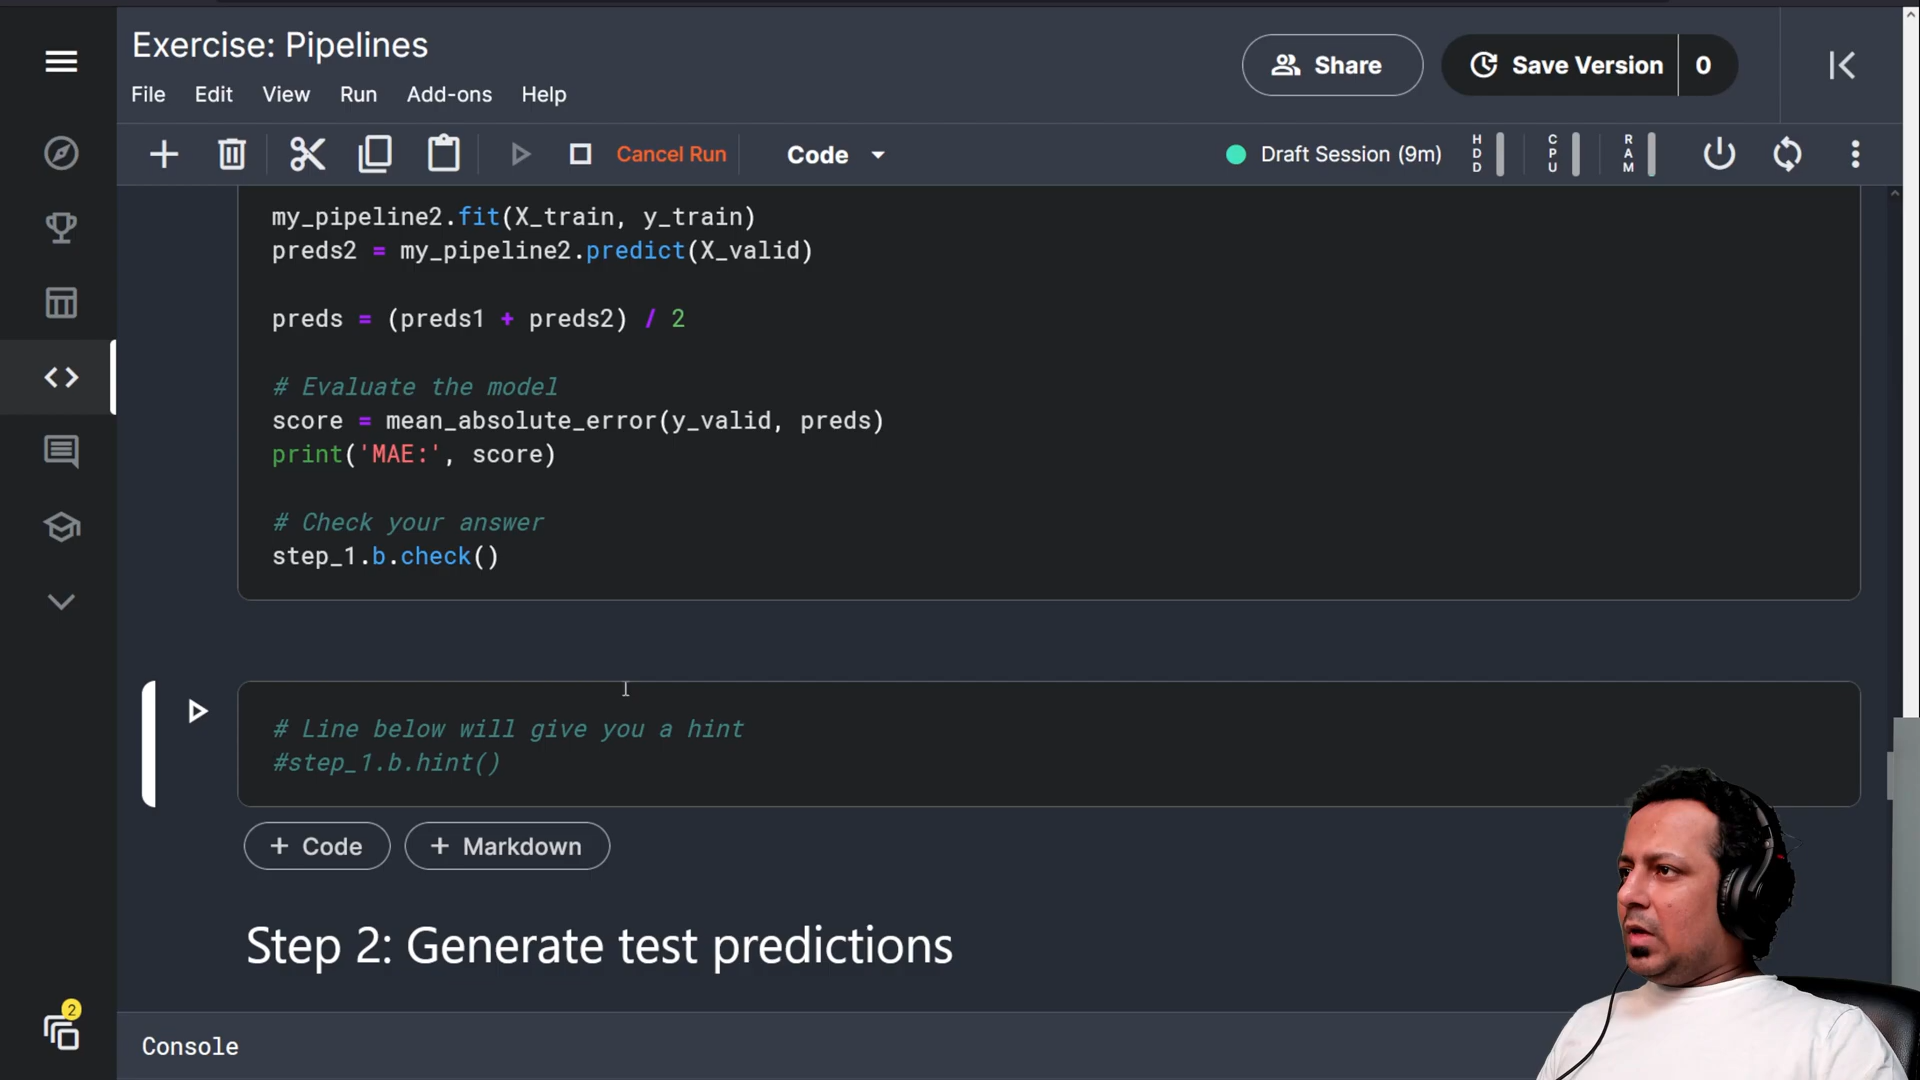 Exercise: Pipelines
File Edit View Run Add-ons Help
Share
Save Version 0
Cancel Run
Code
Draft Session (9m)
HDD
CPU
RAM
my_pipeline2.fit(X_train, y_train)
preds2 = my_pipeline2.predict(X_valid)
preds = (preds1 + preds2) / 2
# Evaluate the model
score = mean_absolute_error(y_valid, preds)
print('MAE:', score)
# Check your answer
step_1.b.check()
# Line below will give you a hint
#step_1.b.hint()
+ Code
+ Markdown
Step 2: Generate test predictions
2
Console